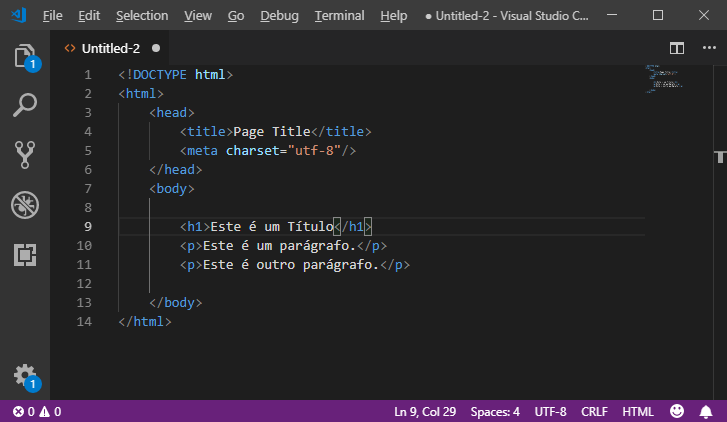 File Edit Selection View Go Debug Terminal Help ● Untitled-2 - Visual Studio C...
<> Untitled-2 ●
1 <!DOCTYPE html>
1
2 <html>
3     <head>
4         <title>Page Title</title>
5         <meta charset="utf-8"/>
6     </head>
7     <body>
8
9         <h1>Este é um Título</h1>
10         <p>Este é um parágrafo.</p>
11         <p>Este é outro parágrafo.</p>
12
13     </body>
14 </html>
1
0 0 Ln 9, Col 29 Spaces: 4 UTF-8 CRLF HTML